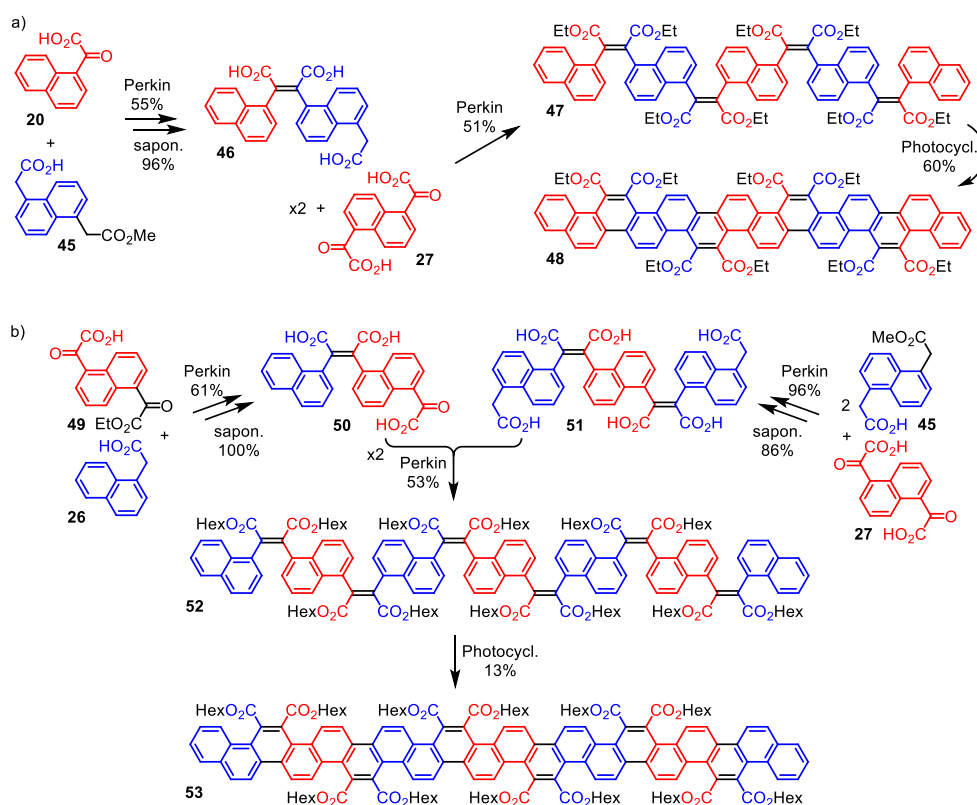 a)
HO₂C
O
20
+
CO₂H
CO₂Me
45
Perkin
55%
sapon.
96%
HO₂C CO₂H
46
HO₂C
x2 +
HO₂C
O
O
CO₂H
27
Perkin
51%
EtO₂C CO₂Et EtO₂C CO₂Et
47
EtO₂C CO₂Et EtO₂C CO₂Et
Photocycl.
60%
EtO₂C CO₂Et EtO₂C CO₂Et
48
EtO₂C CO₂Et EtO₂C CO₂Et
b)
CO₂H
O
49
O
EtO₂C
+
HO₂C
26
Perkin
61%
sapon.
100%
HO₂C CO₂H
50
O
HO₂C
x2
HO₂C CO₂H CO₂H
CO₂H
51
HO₂C CO₂H
Perkin
96%
sapon.
86%
MeO₂C
2
45
CO₂H
+
HO₂C
O
O
27
HO₂C
Perkin
53%
HexO₂C CO₂Hex HexO₂C CO₂Hex HexO₂C CO₂Hex
52
HexO₂C CO₂Hex HexO₂C CO₂Hex HexO₂C CO₂Hex
Photocycl.
13%
HexO₂C CO₂Hex HexO₂C CO₂Hex HexO₂C CO₂Hex
53
HexO₂C CO₂Hex HexO₂C CO₂Hex HexO₂C CO₂Hex